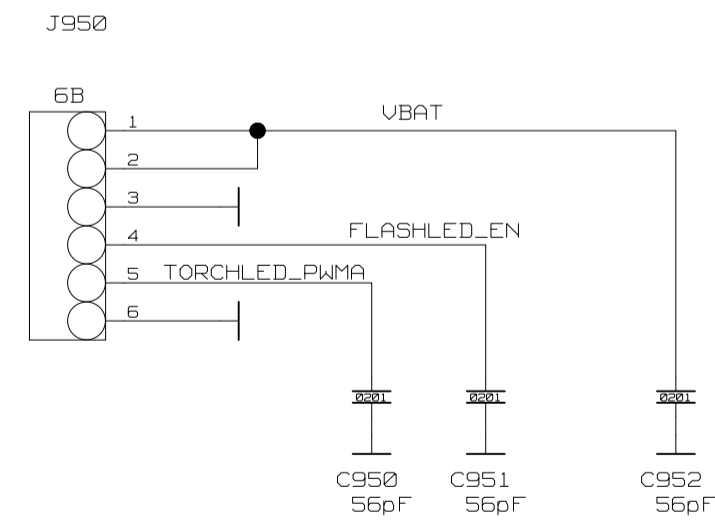 J950
6B
1
VBAT
2
3
4
FLASHLED_EN
5
TORCHLED_PWMA
6
0201
0201
0201
C950
56pF
C951
56pF
C952
56pF